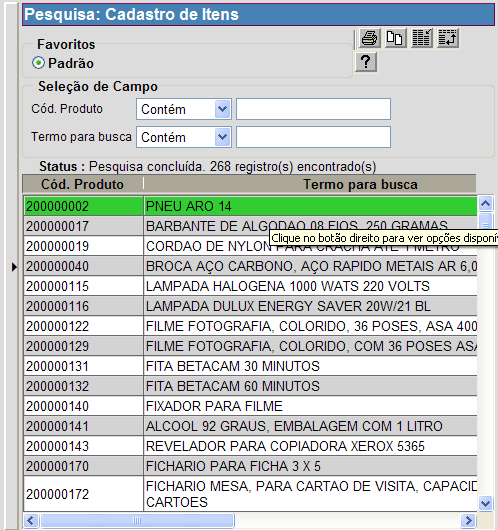 Pesquisa: Cadastro de Itens
Favoritos
Padrão
?
Seleção de Campo
Cód. Produto Contém
Termo para busca Contém
Status : Pesquisa concluída. 268 registro(s) encontrado(s)
Cód. Produto Termo para busca
200000002 PNEU ARO 14
200000017 BARBANTE DE ALGODAO 08 FIOS, 250 GRAMAS
Clique no botão direito para ver opções disponív
200000019 CORDAO DE NYLON PARA CRACHA ATE 1 METRO
200000040 BROCA AÇO CARBONO, AÇO RAPIDO METAIS AR 6,0
200000115 LAMPADA HALOGENA 1000 WATS 220 VOLTS
200000116 LAMPADA DULUX ENERGY SAVER 20W/21 BL
200000122 FILME FOTOGRAFIA, COLORIDO, 36 POSES, ASA 400
200000129 FILME FOTOGRAFIA, COLORIDO, COM 36 POSES ASA
200000131 FITA BETACAM 30 MINUTOS
200000132 FITA BETACAM 60 MINUTOS
200000140 FIXADOR PARA FILME
200000141 ALCOOL 92 GRAUS, EMBALAGEM COM 1 LITRO
200000143 REVELADOR PARA COPIADORA XEROX 5365
200000170 FICHARIO PARA FICHA 3 X 5
200000172 FICHARIO MESA, PARA CARTAO DE VISITA, CAPACID
CARTOES